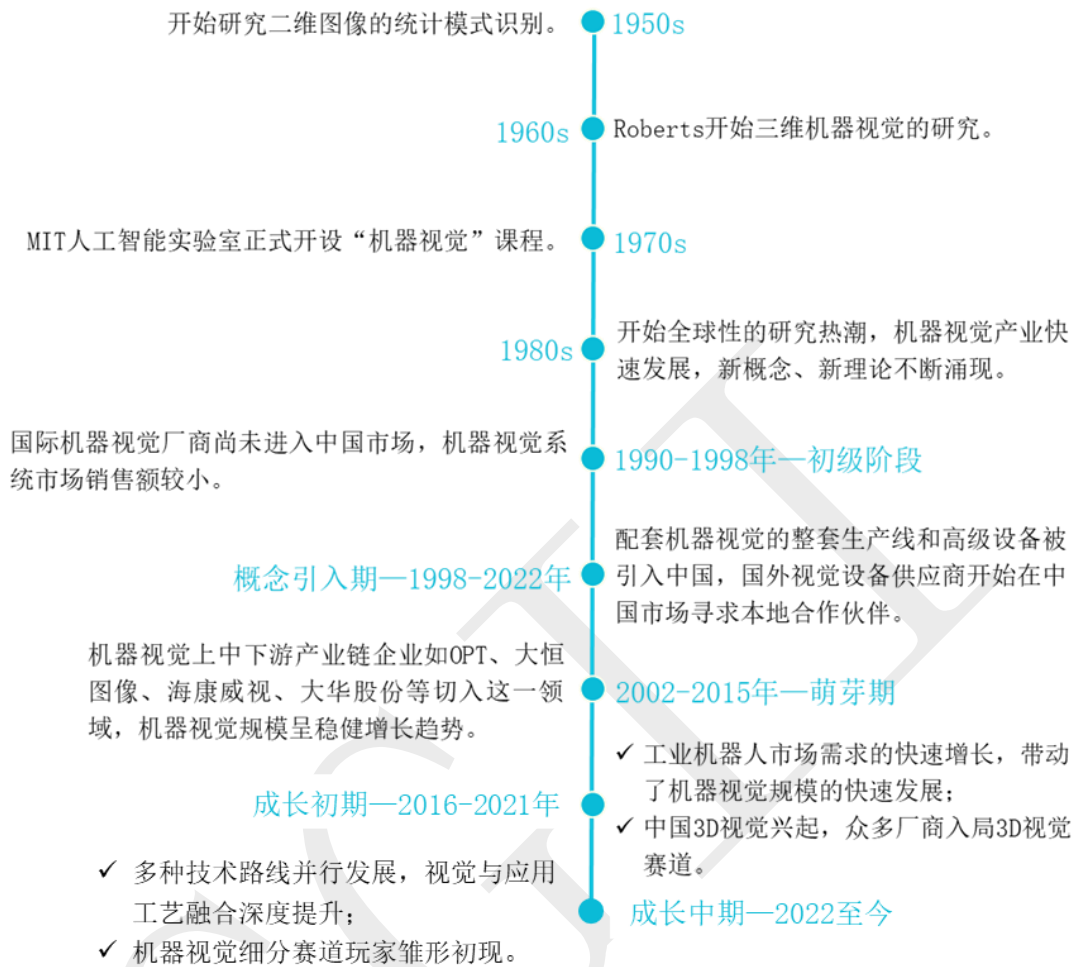 开始研究二维图像的统计模式识别。
1950s
1960s
Roberts开始三维机器视觉的研究。
MIT人工智能实验室正式开设“机器视觉”课程。
1970s
1980s
开始全球性的研究热潮，机器视觉产业快
速发展，新概念、新理论不断涌现。
国际机器视觉厂商尚未进入中国市场，机器视觉系
统市场销售额较小。
1990-1998年—初级阶段
概念引入期—1998-2022年
配套机器视觉的整套生产线和高级设备被
引入中国，国外视觉设备供应商开始在中
国市场寻求本地合作伙伴。
机器视觉上中下游产业链企业如OPT、大恒
图像、海康威视、大华股份等切入这一领
域，机器视觉规模呈稳健增长趋势。
2002-2015年—萌芽期
成长初期—2016-2021年
✓ 工业机器人市场需求的快速增长，带动
了机器视觉规模的快速发展；
✓ 中国3D视觉兴起，众多厂商入局3D视觉
赛道。
✓ 多种技术路线并行发展，视觉与应用
工艺融合深度提升；
✓ 机器视觉细分赛道玩家雏形初现。
成长中期—2022至今
GGII